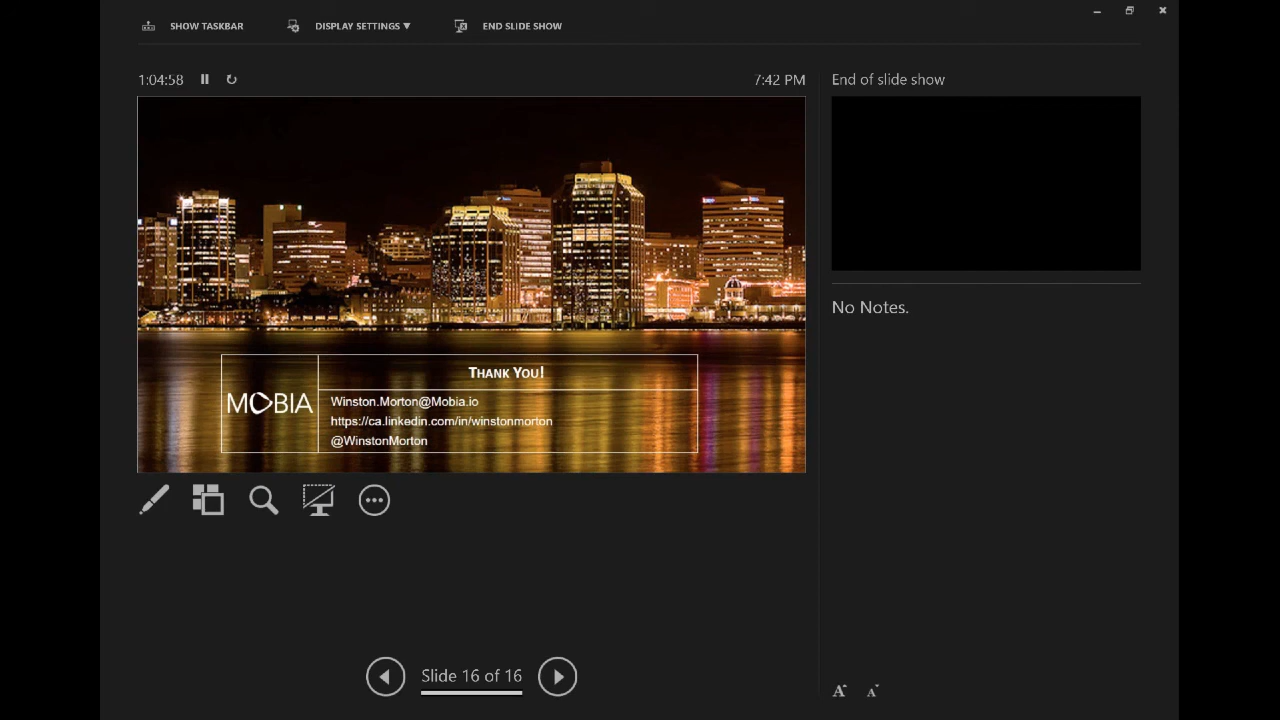 SHOW TASKBAR
DISPLAY SETTINGS ▼
END SLIDE SHOW
1:04:58
7:42 PM
End of slide show
THANK YOU!
MOBIA
Winston.Morton@Mobia.io
https://ca.linkedin.com/in/winstonmorton
@WinstonMorton
No Notes.
Slide 16 of 16
A A